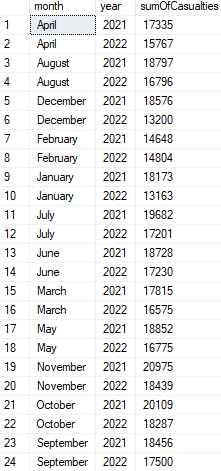 month year sumOfCasualties
1 April 2021 17335
2 April 2022 15767
3 August 2021 18797
4 August 2022 16796
5 December 2021 18576
6 December 2022 13200
7 February 2021 14648
8 February 2022 14804
9 January 2021 18173
10 January 2022 13163
11 July 2021 19682
12 July 2022 17201
13 June 2021 18728
14 June 2022 17230
15 March 2021 17815
16 March 2022 16575
17 May 2021 18852
18 May 2022 16775
19 November 2021 20975
20 November 2022 18439
21 October 2021 20109
22 October 2022 18287
23 September 2021 18456
24 September 2022 17500